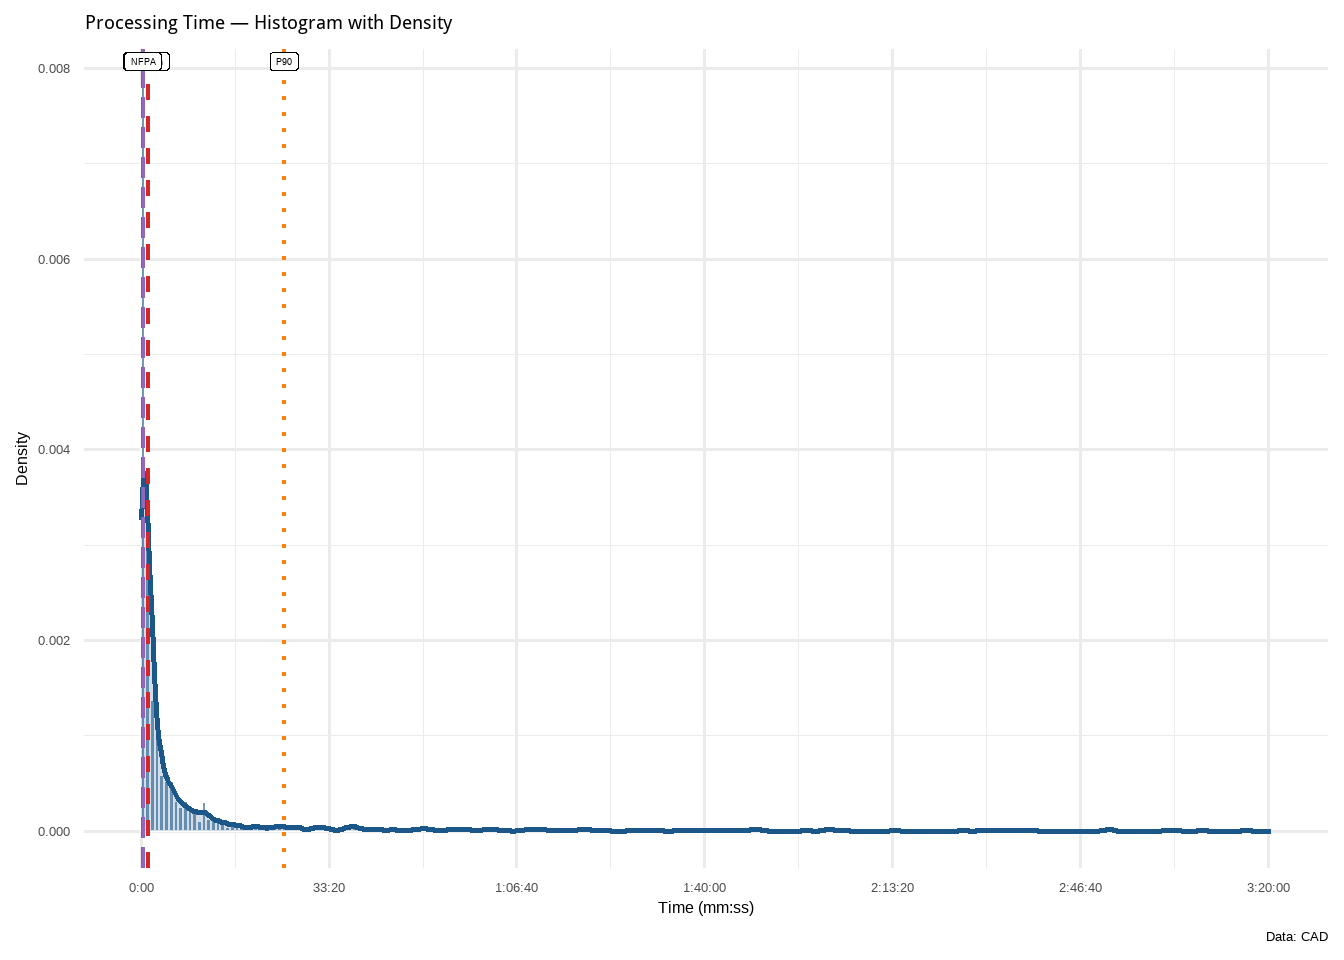 Processing Time — Histogram with Density
NFPA
P90
0.008
0.006
0.004
0.002
0.000
Density
0:00
33:20
1:06:40
1:40:00
2:13:20
2:46:40
3:20:00
Time (mm:ss)
Data: CAD